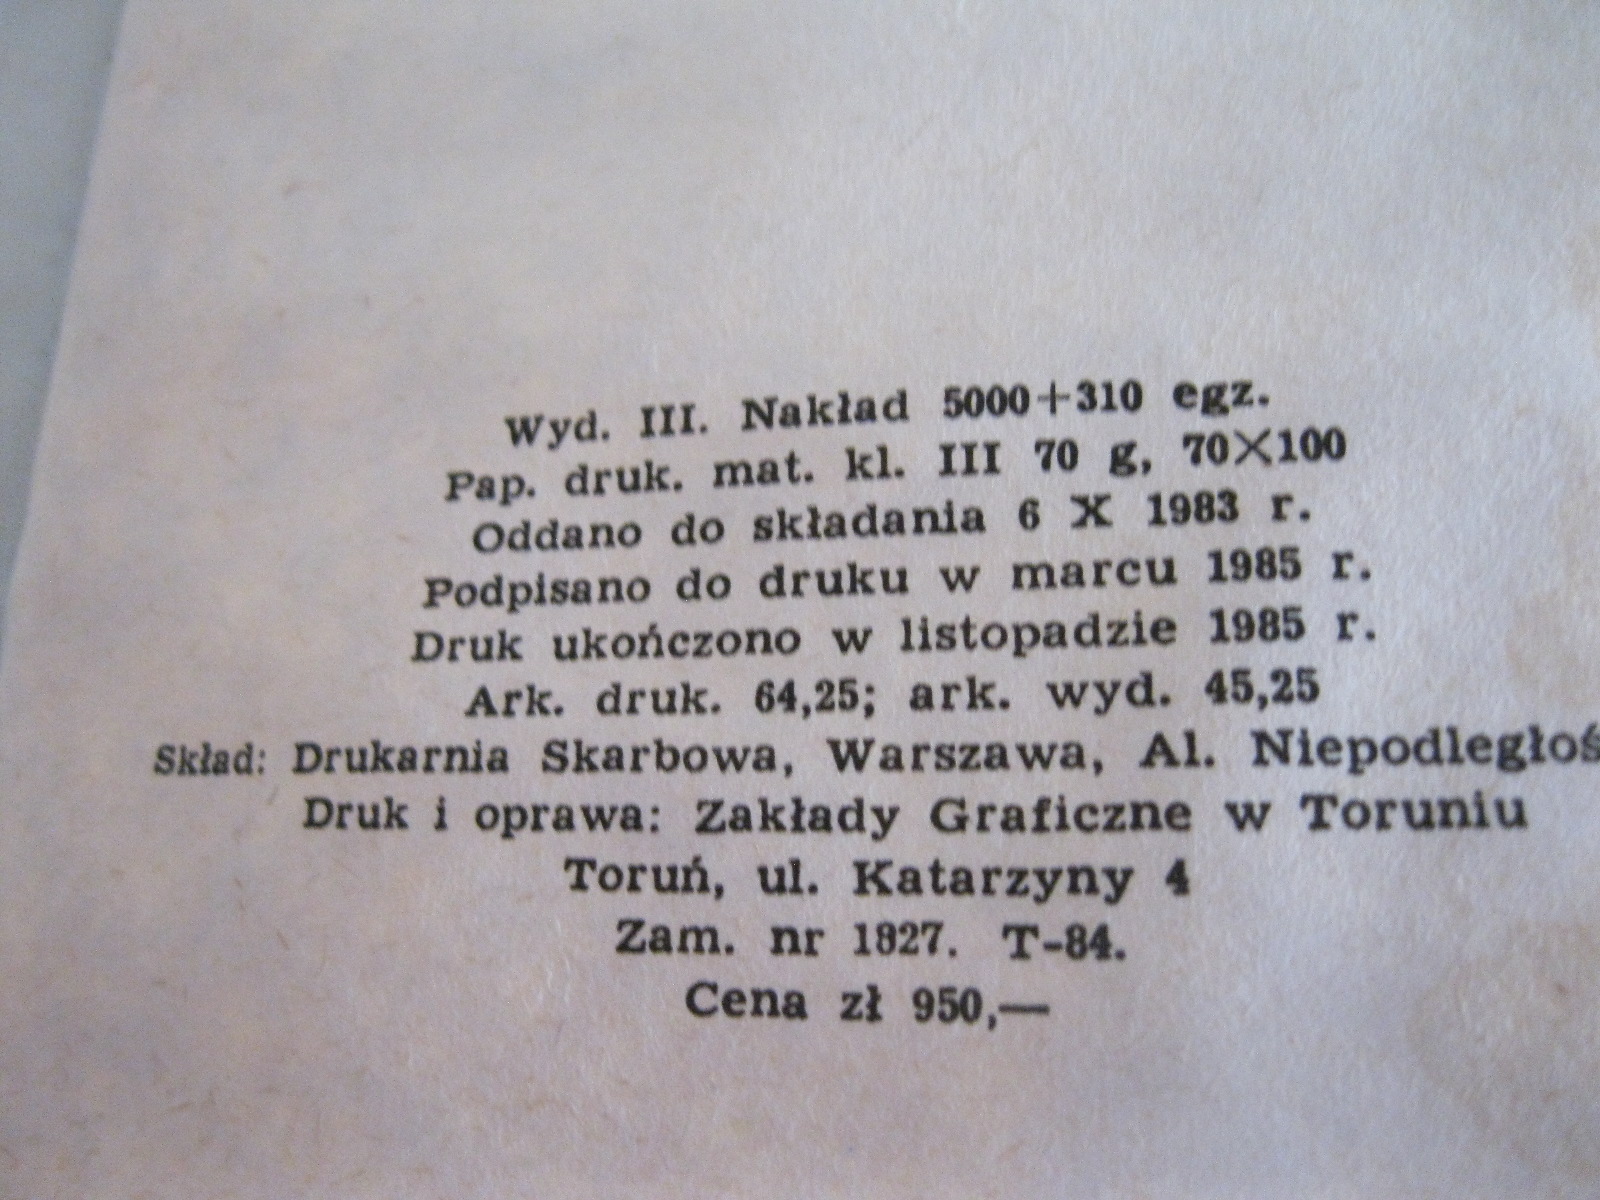 Wyd. III. Nakład 5000+310 egz.
Pap. druk. mat. kl. III 70 g, 70×100
Oddano do składania 6 X 1983 r.
Podpisano do druku w marcu 1985 r.
Druk ukończono w listopadzie 1985 r.
Ark. druk. 64,25; ark. wyd. 45,25
Skład: Drukarnia Skarbowa, Warszawa, Al.
Druk i oprawa: Zakłady Graficzne w Toruniu
Toruń, ul. Katarzyny 4
Zam. nr 1827. T-84.
Cena zł 950,—